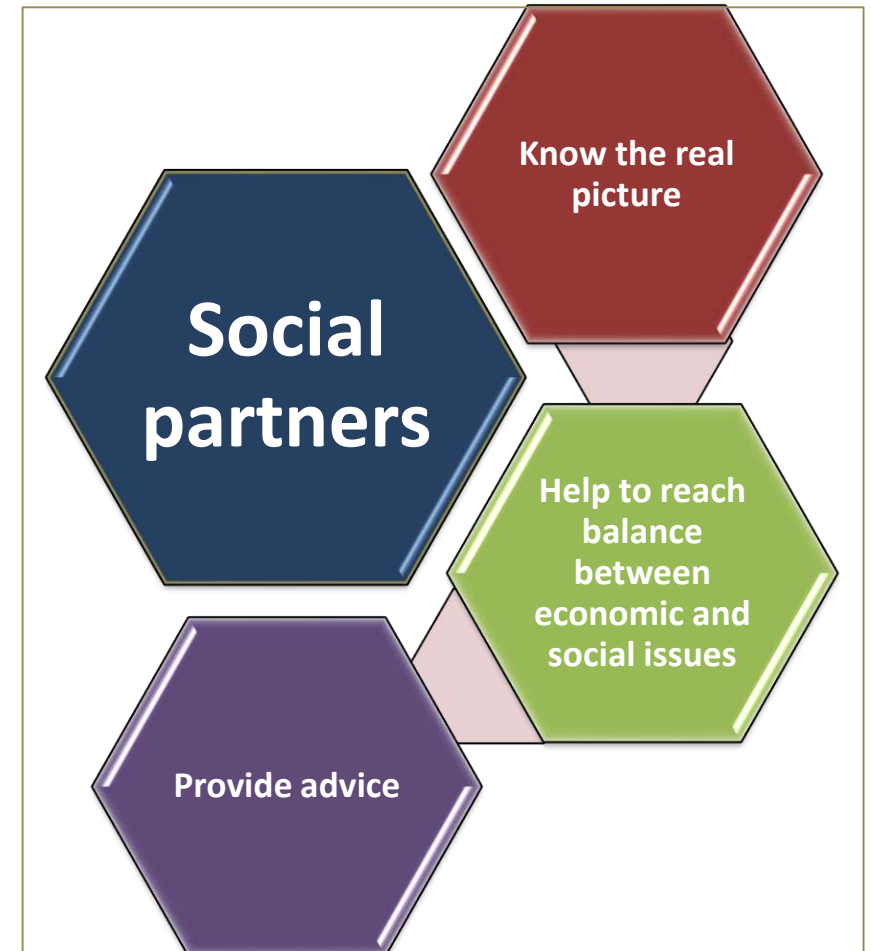 Social
partners
Know the real
picture
Help to reach
balance
between
economic and
social issues
Provide advice